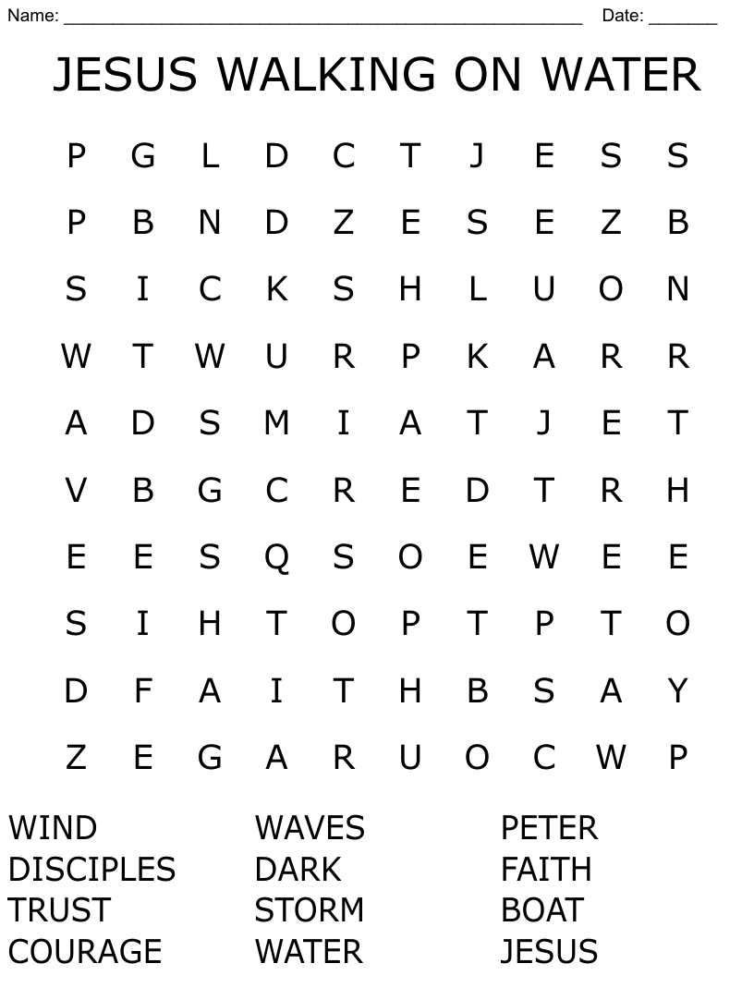 Name: ______________________________________________________ Date: _______
JESUS WALKING ON WATER
P G L D C T J E S S
P B N D Z E S E Z B
S I C K S H L U O N
W T W U R P K A R R
A D S M I A T J E T
V B G C R E D T R H
E E S Q S O E W E E
S I H T O P T P T O
D F A I T H B S A Y
Z E G A R U O C W P
WIND WAVES PETER
DISCIPLES DARK FAITH
TRUST STORM BOAT
COURAGE WATER JESUS